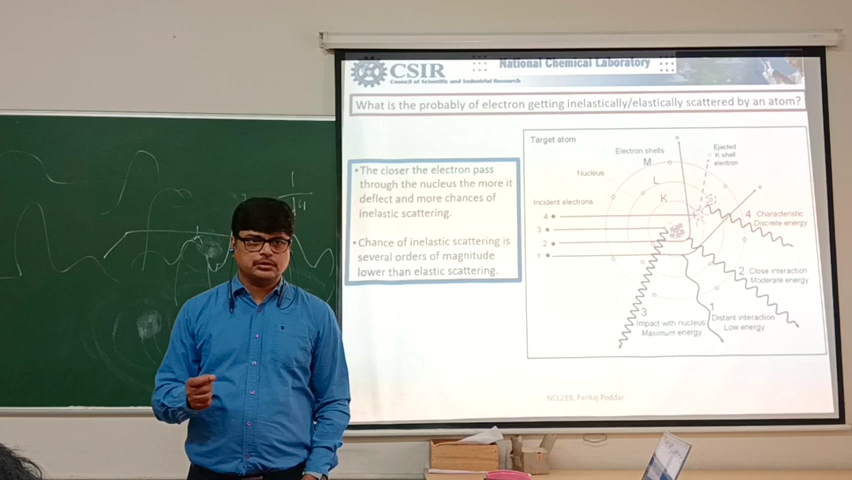 CSIR
Council of Scientific and Industrial Research
National Chemical Laboratory
What is the probably of electron getting inelastically/elastically scattered by an atom?
•The closer the electron pass
through the nucleus the more it
deflect and more chances of
inelastic scattering.
•Chance of inelastic scattering is
several orders of magnitude
lower than elastic scattering.
Target atom
Electron shells
M
L
K
Nucleus
Ejected
K shell
electron
Incident electrons
4
3
2
1
4
Characteristic
Discrete energy
2
Close interaction
Moderate energy
1
Distant interaction
Low energy
3
Impact with nucleus
Maximum energy
NCL218, Pankaj Poddar